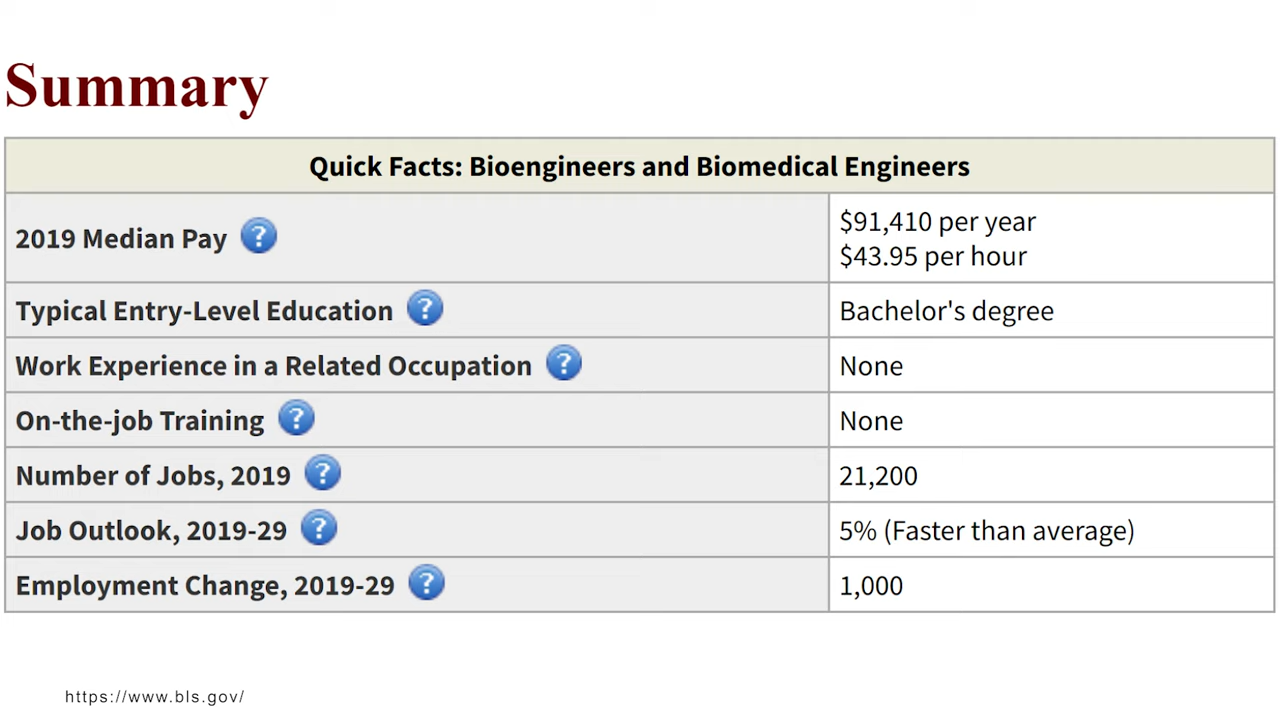 Summary
Quick Facts: Bioengineers and Biomedical Engineers
2019 Median Pay ?
$91,410 per year
$43.95 per hour
Typical Entry-Level Education ?
Bachelor's degree
Work Experience in a Related Occupation ?
None
On-the-job Training ?
None
Number of Jobs, 2019 ?
21,200
Job Outlook, 2019-29 ?
5% (Faster than average)
Employment Change, 2019-29 ?
1,000
https://www.bls.gov/